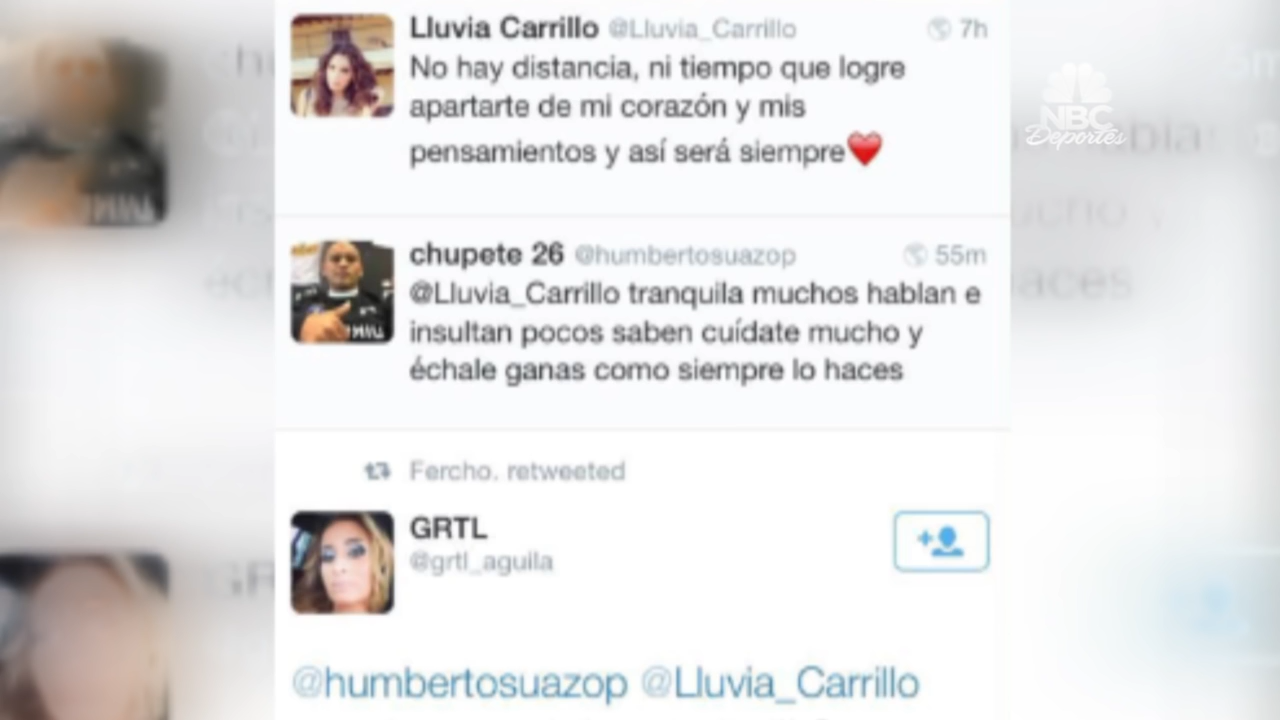 Lluvia Carrillo @Lluvia_Carrillo 7h
No hay distancia, ni tiempo que logre
apartarte de mi corazón y mis
pensamientos y así será siempre❤️
NBC
Deportes
chupete 26 @humbertosuazop 55m
@Lluvia_Carrillo tranquila muchos hablan e
insultan pocos saben cuídate mucho y
échale ganas como siempre lo haces
Fercho. retweeted
GRTL
@grtl_aguila
@humbertosuazop @Lluvia_Carrillo